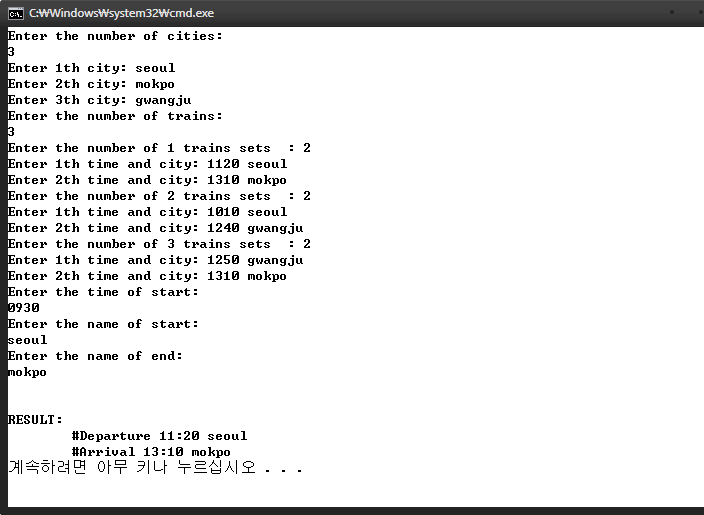 C:₩Windows₩system32₩cmd.exe
Enter the number of cities:
3
Enter 1th city: seoul
Enter 2th city: mokpo
Enter 3th city: gwangju
Enter the number of trains:
3
Enter the number of 1 trains sets  : 2
Enter 1th time and city: 1120 seoul
Enter 2th time and city: 1310 mokpo
Enter the number of 2 trains sets  : 2
Enter 1th time and city: 1010 seoul
Enter 2th time and city: 1240 gwangju
Enter the number of 3 trains sets  : 2
Enter 1th time and city: 1250 gwangju
Enter 2th time and city: 1310 mokpo
Enter the time of start:
0930
Enter the name of start:
seoul
Enter the name of end:
mokpo
RESULT:
#Departure 11:20 seoul
#Arrival 13:10 mokpo
계속하려면 아무 키나 누르십시오 . . .